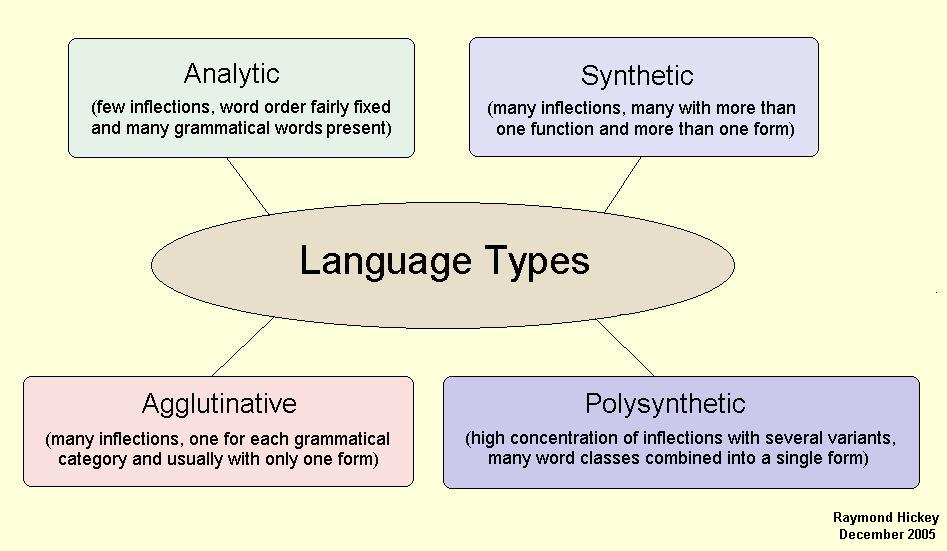 Analytic
(few inflections, word order fairly fixed
and many grammatical words present)
Synthetic
(many inflections, many with more than
one function and more than one form)
Language Types
Agglutinative
(many inflections, one for each grammatical
category and usually with only one form)
Polysynthetic
(high concentration of inflections with several variants,
many word classes combined into a single form)
Raymond Hickey
December 2005